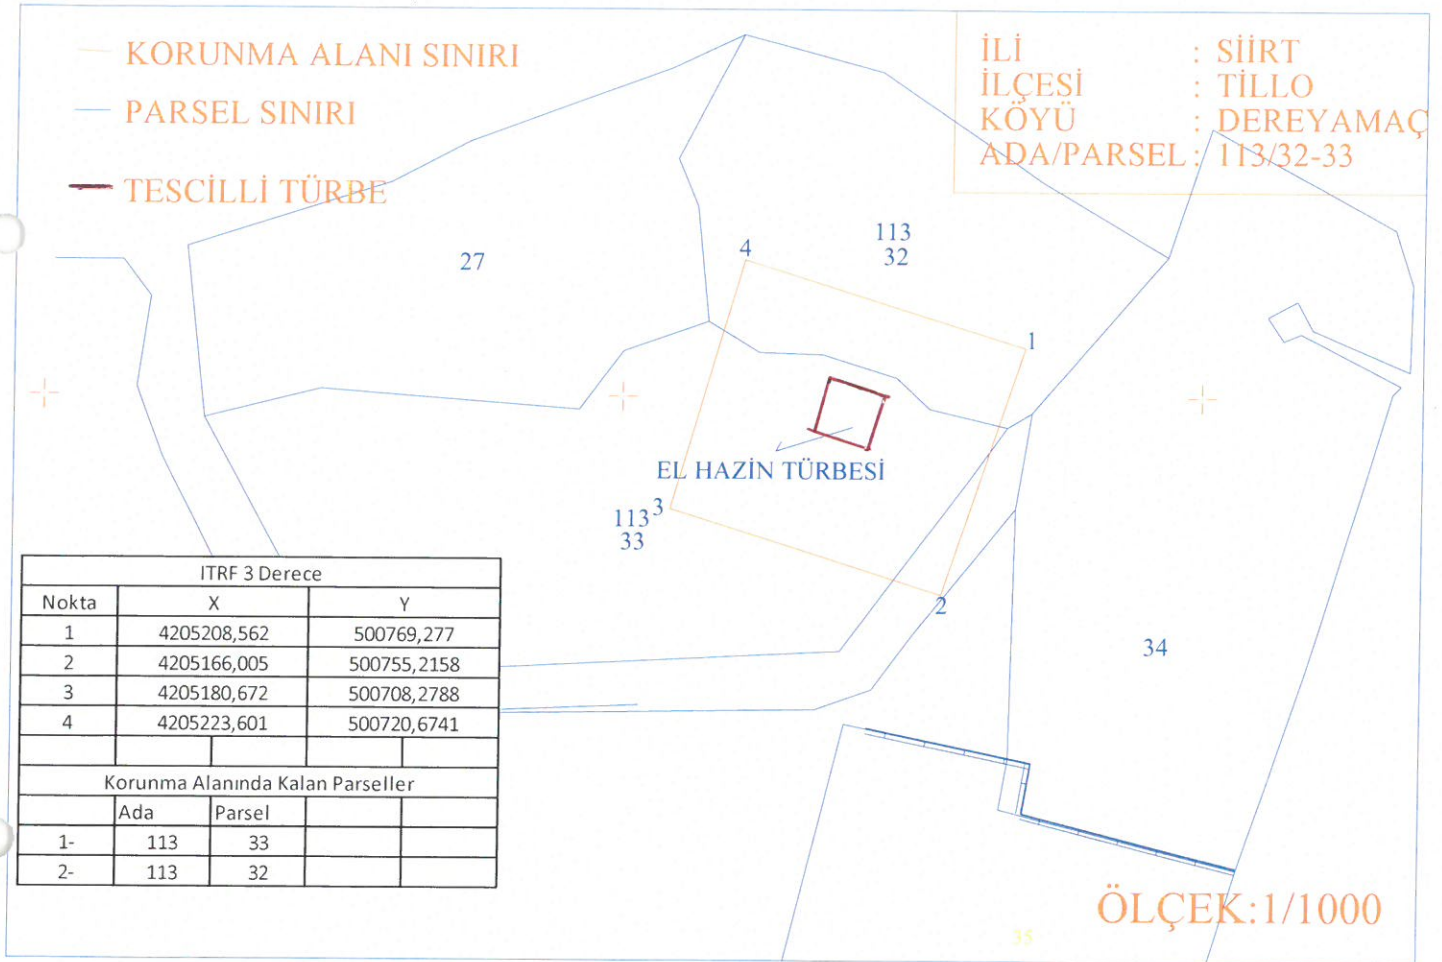 KORUNMA ALANI SINIRI
PARSEL SINIRI
TESCİLLİ TÜRBE
İLİ : SİİRT
İLÇESİ : TİLLO
KÖYÜ : DEREYAMAÇ
ADA/PARSEL : 113/32-33
27
4
113
32
1
EL HAZİN TÜRBESİ
3
113
33
2
34
ITRF 3 Derece
Nokta X Y
1 4205208,562 500769,277
2 4205166,005 500755,2158
3 4205180,672 500708,2788
4 4205223,601 500720,6741
Korunma Alanında Kalan Parseller
Ada Parsel
1- 113 33
2- 113 32
ÖLÇEK:1/1000
35